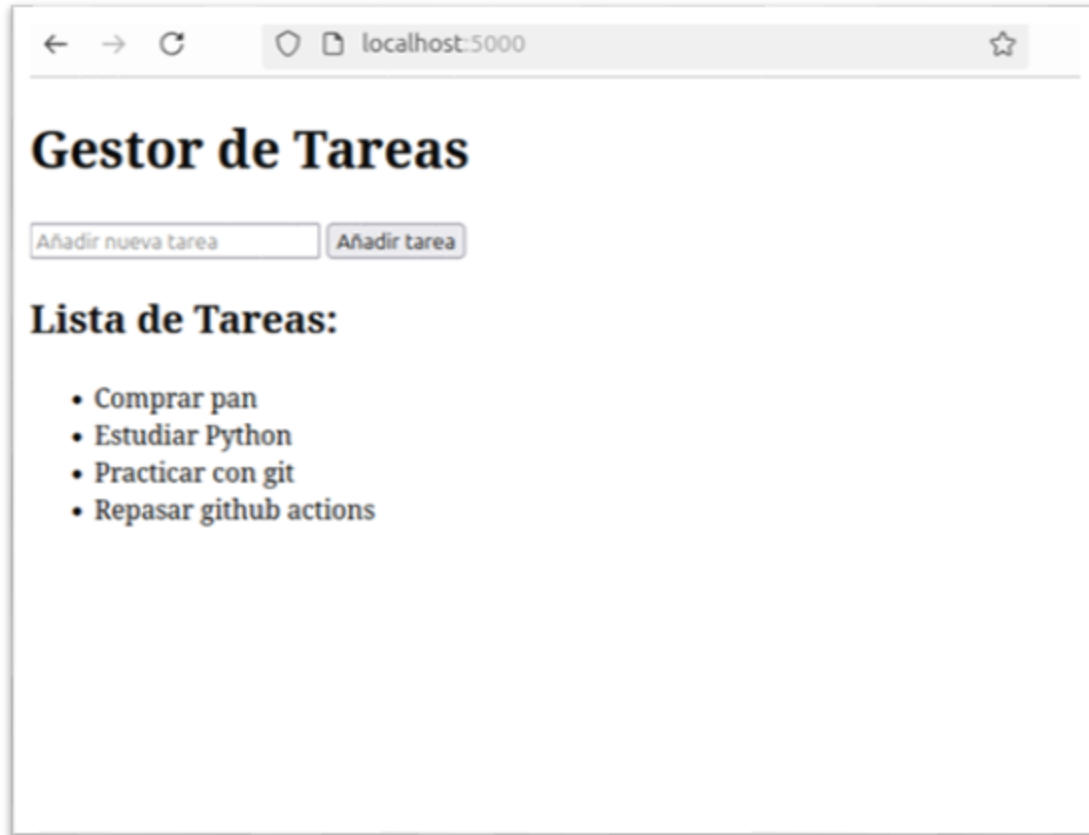 localhost:5000
Gestor de Tareas
Añadir nueva tarea Añadir tarea
Lista de Tareas:
• Comprar pan
• Estudiar Python
• Practicar con git
• Repasar github actions